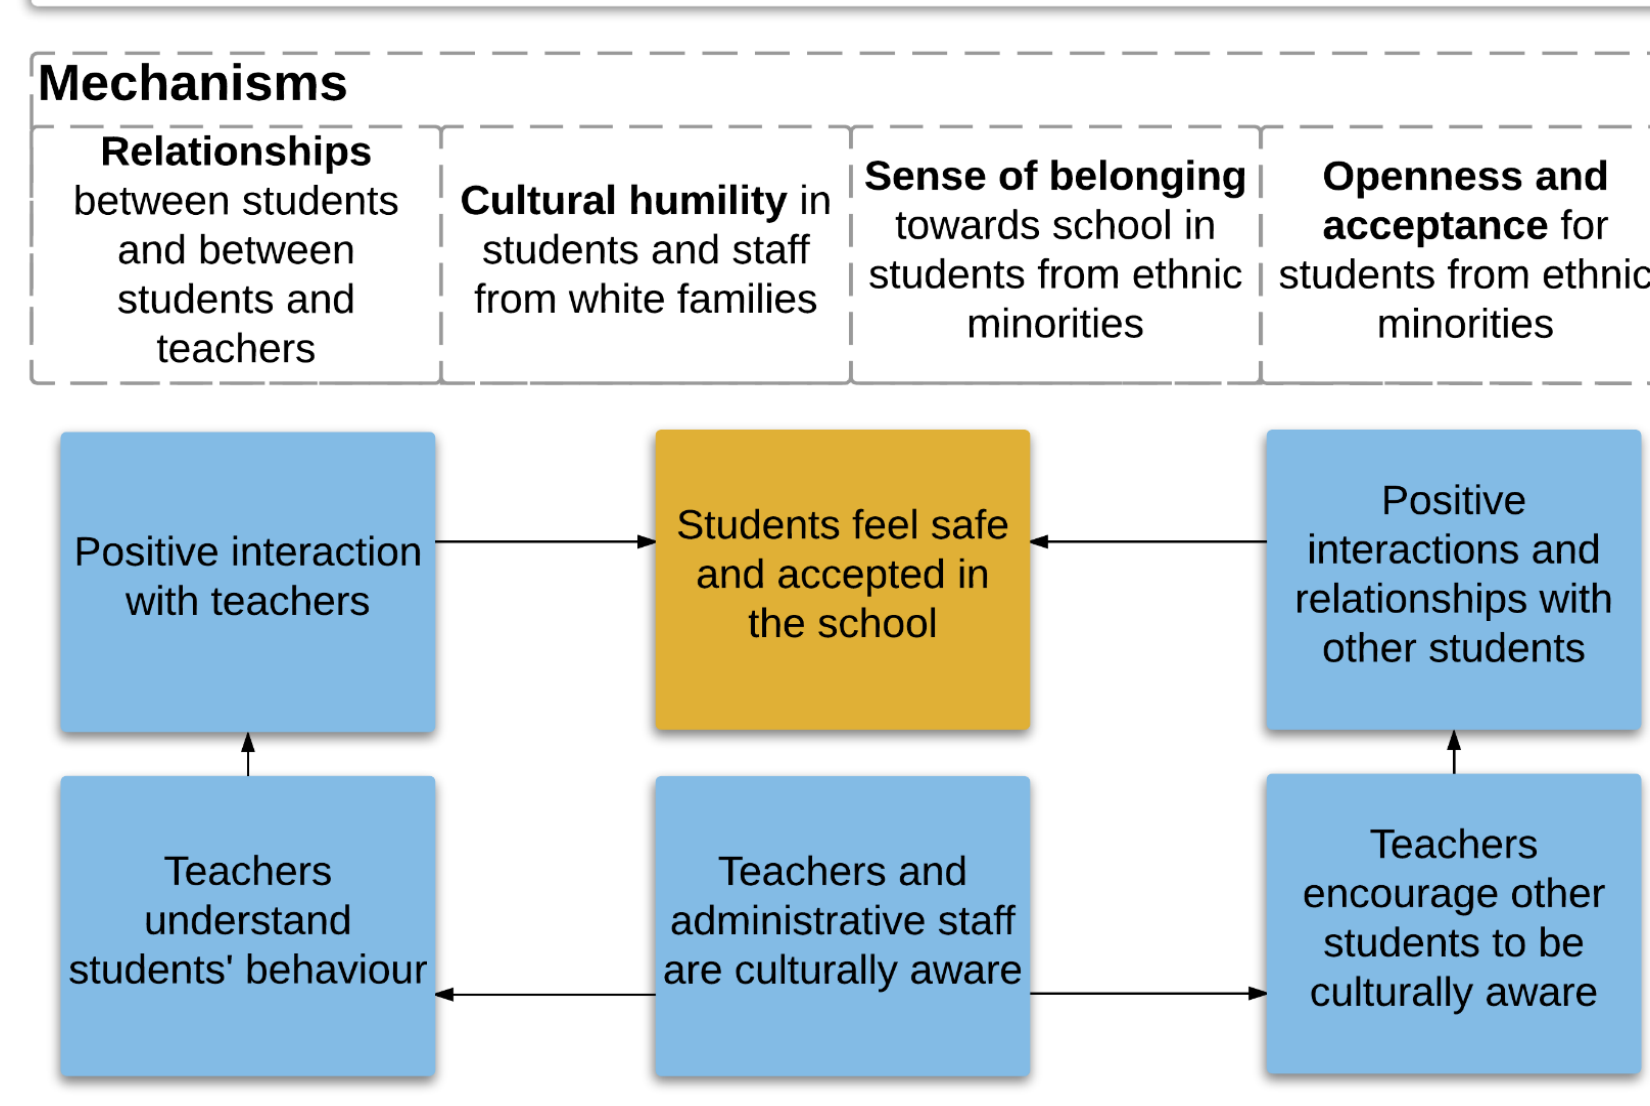 Mechanisms
Relationships
between students
and between
students and
teachers
Cultural humility in
students and staff
from white families
Sense of belonging
towards school in
students from ethnic
minorities
Openness and
acceptance for
students from ethnic
minorities
Positive interaction
with teachers
Students feel safe
and accepted in
the school
Positive
interactions and
relationships with
other students
Teachers
understand
students' behaviour
Teachers and
administrative staff
are culturally aware
Teachers
encourage other
students to be
culturally aware